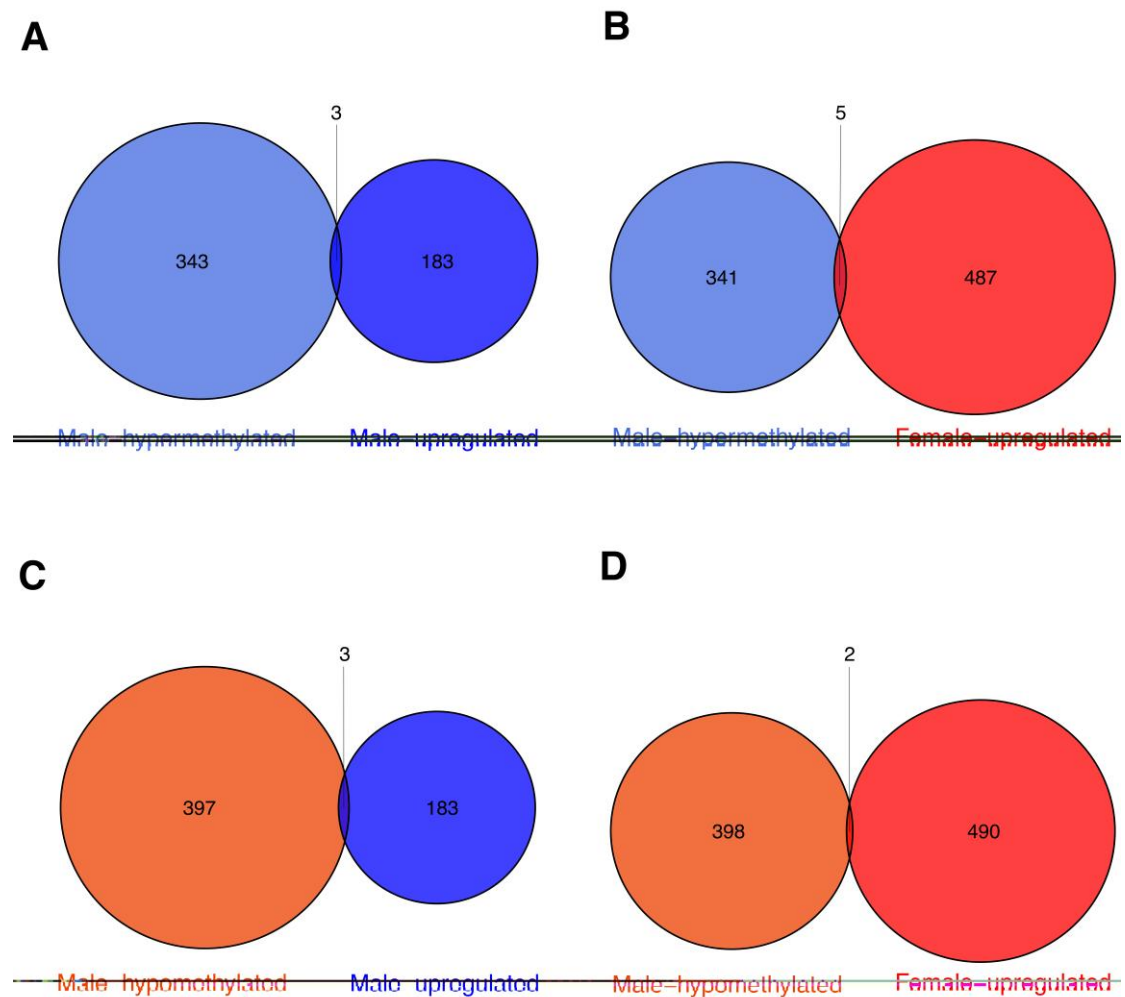 A
B
3
5
343
183
341
487
Male-hypermethylated
Male-upregulated
Male-hypermethylated
Female-upregulated
C
D
3
2
397
183
398
490
Male-hypomethylated
Male-upregulated
Male-hypomethylated
Female-upregulated